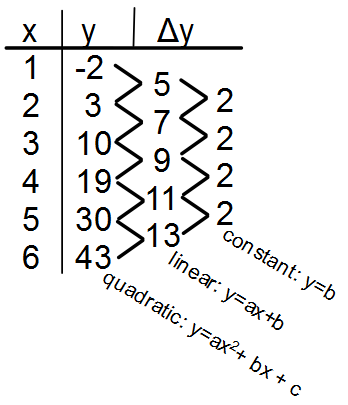 x y Δy
1 -2
5
2 3 2
7
3 10 2
9
4 19 2
11
5 30 2
13
6 43
constant: y=b
linear: y=ax+b
quadratic: y=ax²+ bx + c